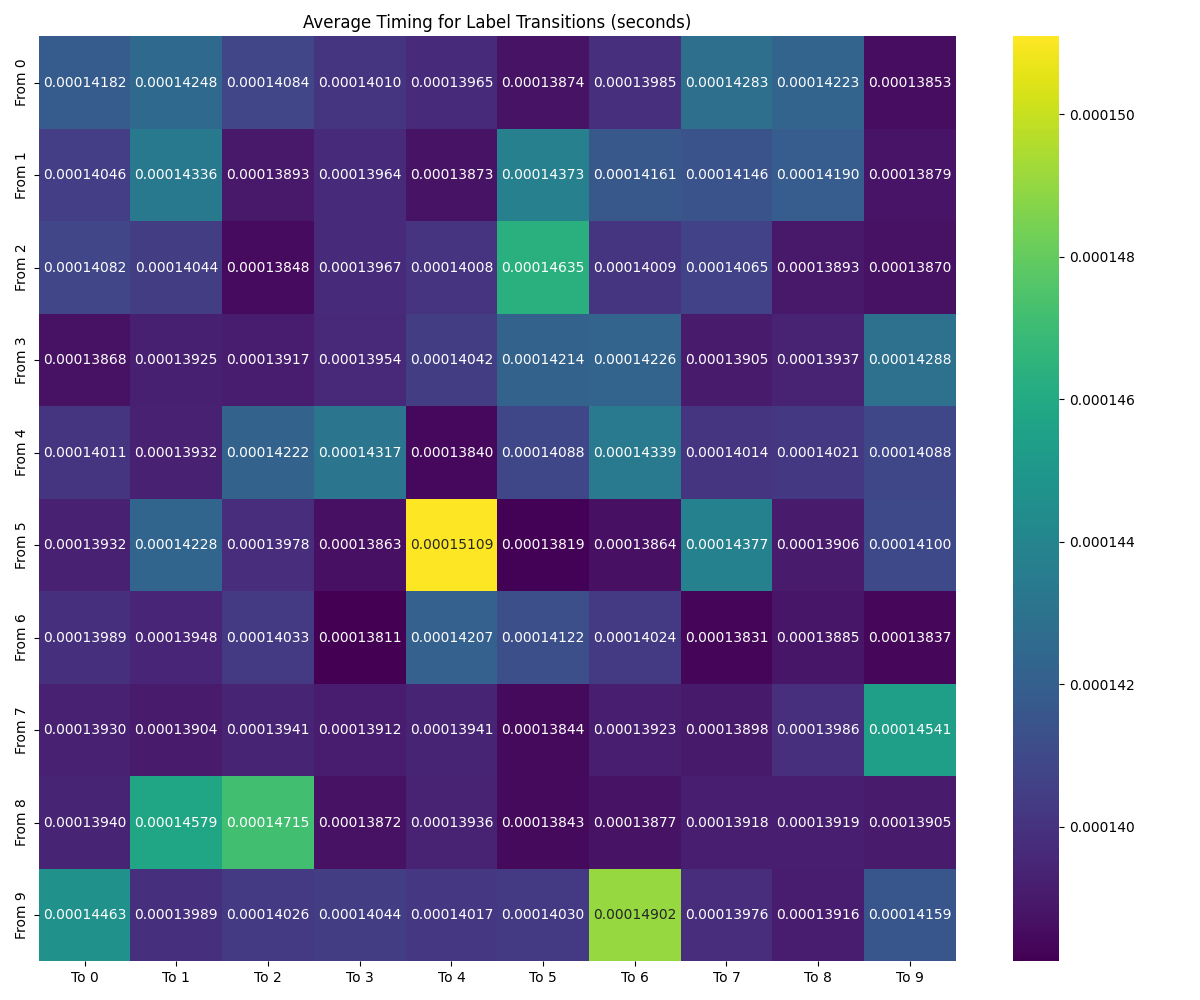 Average Timing for Label Transitions (seconds)
From 0 0.00014182 0.00014248 0.00014084 0.00014010 0.00013965 0.00013874 0.00013985 0.00014283 0.00014223 0.00013853
From 1 0.00014046 0.00014336 0.00013893 0.00013964 0.00013873 0.00014373 0.00014161 0.00014146 0.00014190 0.00013879
From 2 0.00014082 0.00014044 0.00013848 0.00013967 0.00014008 0.00014635 0.00014009 0.00014065 0.00013893 0.00013870
From 3 0.00013868 0.00013925 0.00013917 0.00013954 0.00014042 0.00014214 0.00014226 0.00013905 0.00013937 0.00014288
From 4 0.00014011 0.00013932 0.00014222 0.00014317 0.00013840 0.00014088 0.00014339 0.00014014 0.00014021 0.00014088
From 5 0.00013932 0.00014228 0.00013978 0.00013863 0.00015109 0.00013819 0.00013864 0.00014377 0.00013906 0.00014100
From 6 0.00013989 0.00013948 0.00014033 0.00013811 0.00014207 0.00014122 0.00014024 0.00013831 0.00013885 0.00013837
From 7 0.00013930 0.00013904 0.00013941 0.00013912 0.00013941 0.00013844 0.00013923 0.00013898 0.00013986 0.00014541
From 8 0.00013940 0.00014579 0.00014715 0.00013872 0.00013936 0.00013843 0.00013877 0.00013918 0.00013919 0.00013905
From 9 0.00014463 0.00013989 0.00014026 0.00014044 0.00014017 0.00014030 0.00014902 0.00013976 0.00013916 0.00014159
To 0 To 1 To 2 To 3 To 4 To 5 To 6 To 7 To 8 To 9
0.000150
0.000148
0.000146
0.000144
0.000142
0.000140